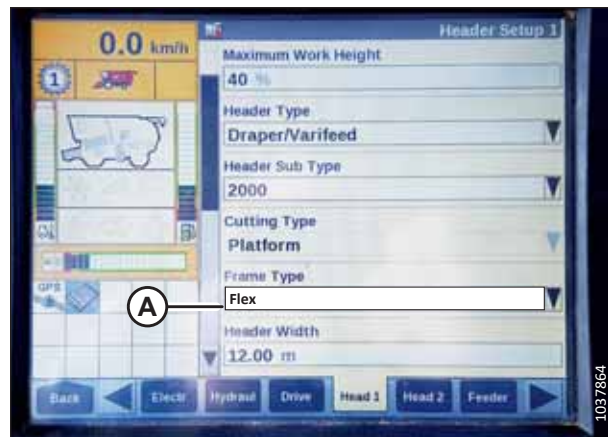 0.0 km/h
Header Setup 1
1
Maximum Work Height
40 %
Header Type
Draper/Varifeed
Header Sub Type
2000
Cutting Type
Platform
Frame Type
A
Flex
Header Width
12.00 m
GPS
Back Electr Hydraul Drive Head 1 Head 2 Feeder
1037864